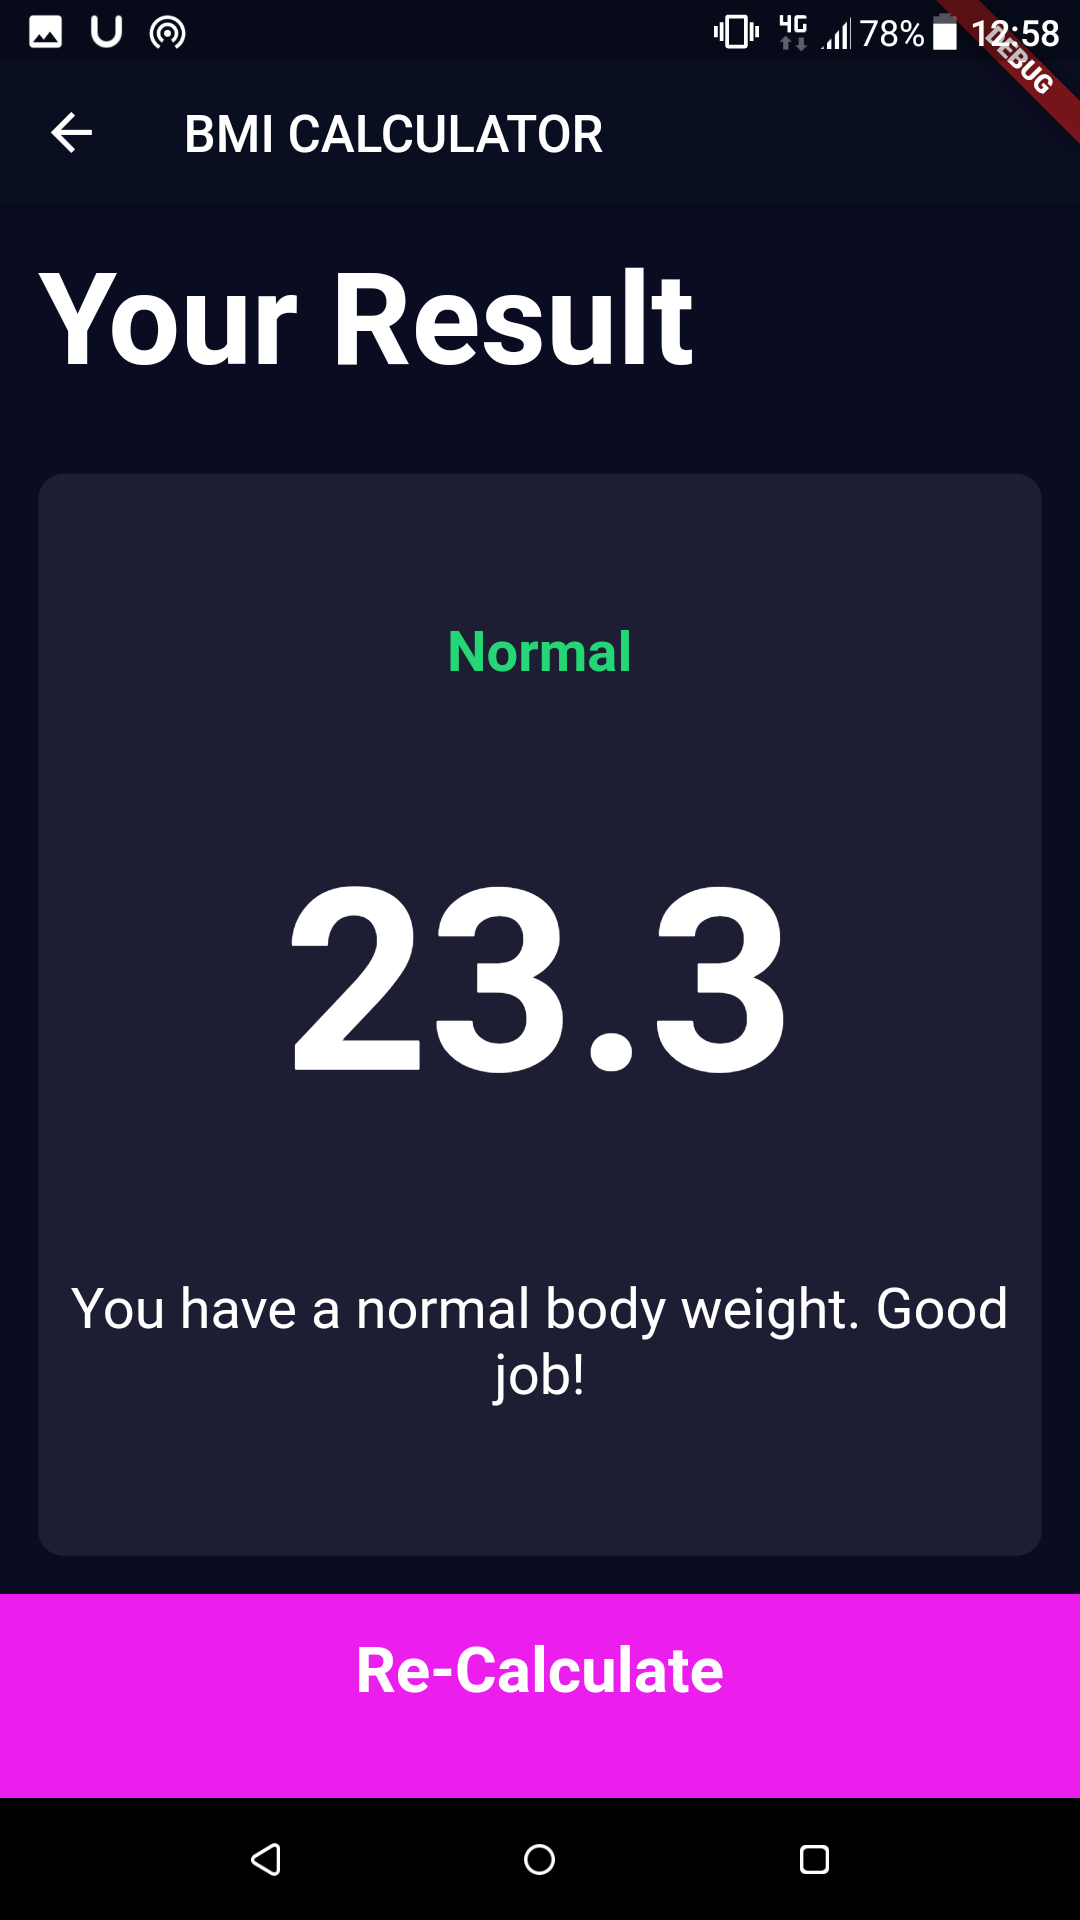 4G 78% 12:58
DEBUG
BMI CALCULATOR
Your Result
Normal
23.3
You have a normal body weight. Good
job!
Re-Calculate